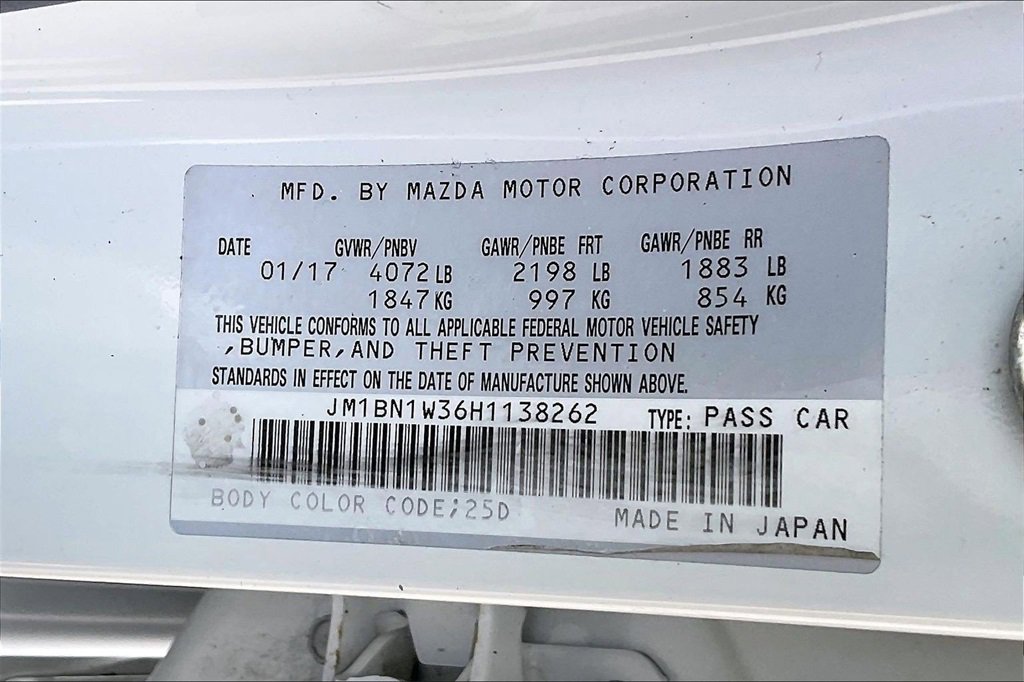 MFD. BY MAZDA MOTOR CORPORATION
DATE GVWR/PNBV GAWR/PNBE FRT GAWR/PNBE RR
01/17 4072 LB 2198 LB 1883 LB
1847 KG 997 KG 854 KG
THIS VEHICLE CONFORMS TO ALL APPLICABLE FEDERAL MOTOR VEHICLE SAFETY
,BUMPER,AND THEFT PREVENTION
STANDARDS IN EFFECT ON THE DATE OF MANUFACTURE SHOWN ABOVE.
JM1BN1W36H1138262 TYPE: PASS CAR
BODY COLOR CODE;25D MADE IN JAPAN